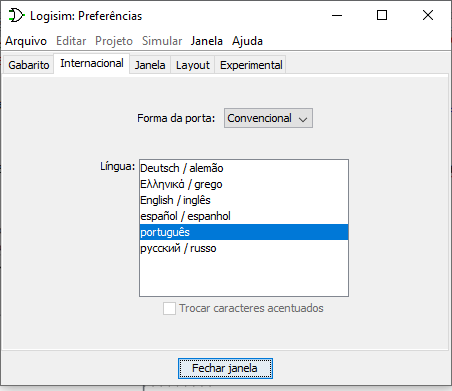 Logisim: Preferências
Arquivo Editar Projeto Simular Janela Ajuda
Gabarito Internacional Janela Layout Experimental
Forma da porta: Convencional
Língua:
Deutsch / alemão
Ελληνικά / grego
English / inglês
español / espanhol
português
русский / russo
Trocar caracteres acentuados
Fechar janela